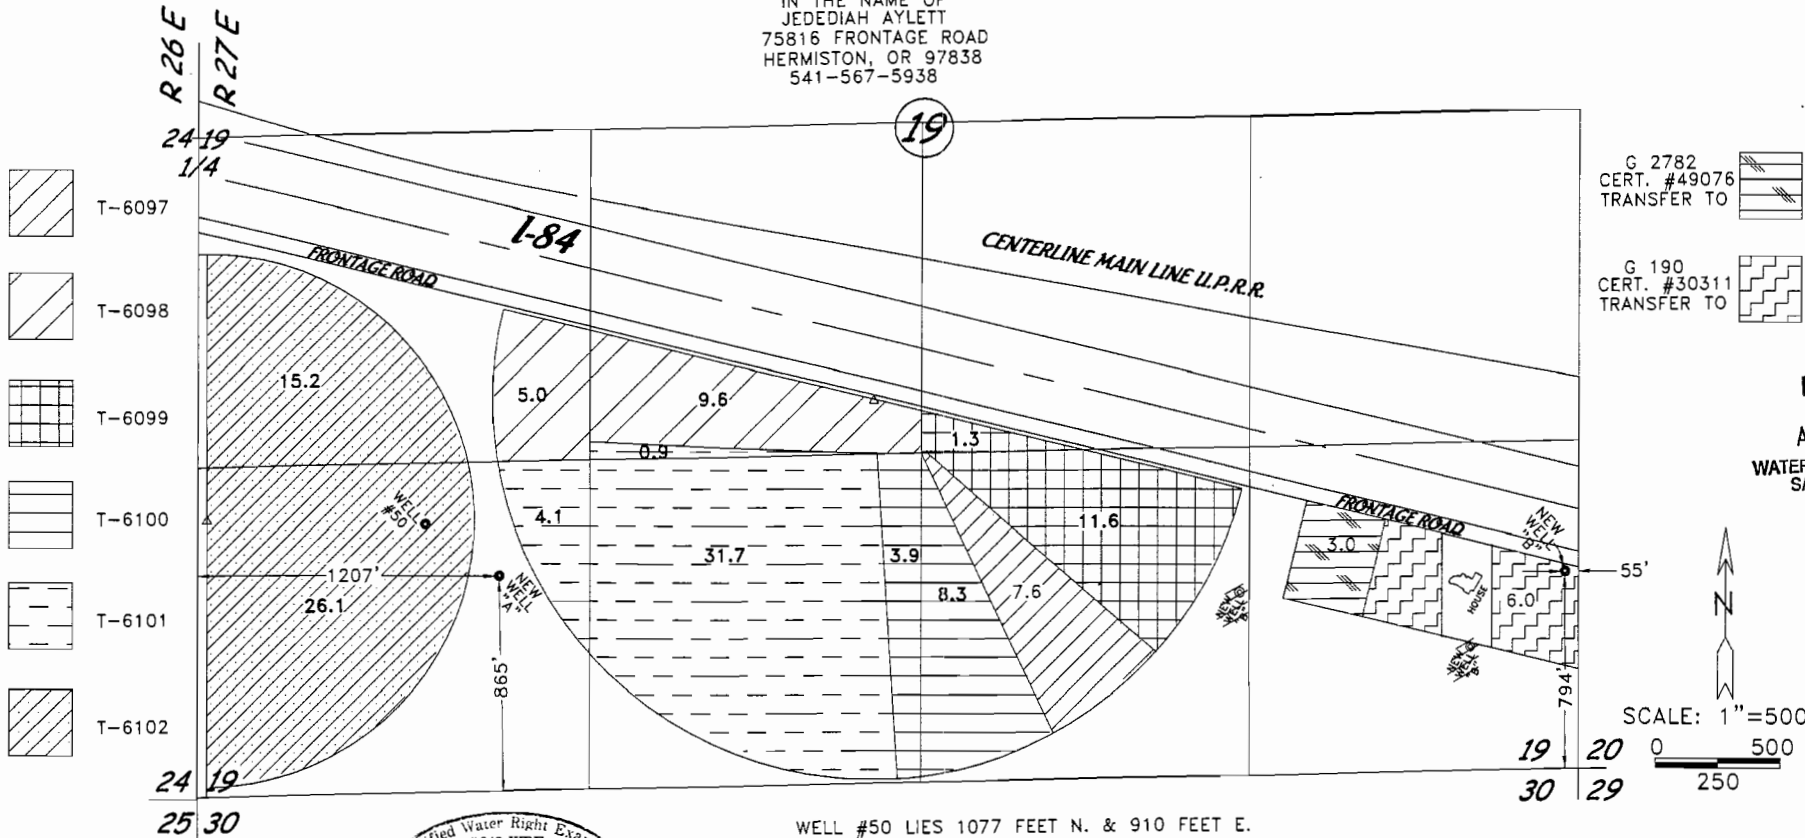 IN THE NAME OF
JEDEDIAH AYLETT
75816 FRONTAGE ROAD
HERMISTON, OR 97838
541-567-5938
R 26 E
R 27 E
24 19
1/4
19
I-84
FRONTAGE ROAD
CENTERLINE MAIN LINE U.P.R.R.
T-6097
T-6098
T-6099
T-6100
T-6101
T-6102
G 2782
CERT. #49076
TRANSFER TO
G 190
CERT. #30311
TRANSFER TO
15.2
5.0
9.6
0.9
1.3
WELL
#50
4.1
31.7
3.9
8.3
7.6
11.6
1207'
26.1
NEW
WELL
"A"
865'
NEW
WELL
"B"
3.0
FRONTAGE ROAD
NEW
WELL
"B"
HOUSE
6.0
55'
NEW
WELL
"B"
794'
N
SCALE: 1"=500
0 500
250
24 19
25 30
19 20
30 29
Water Right
WELL #50 LIES 1077 FEET N. & 910 FEET E.